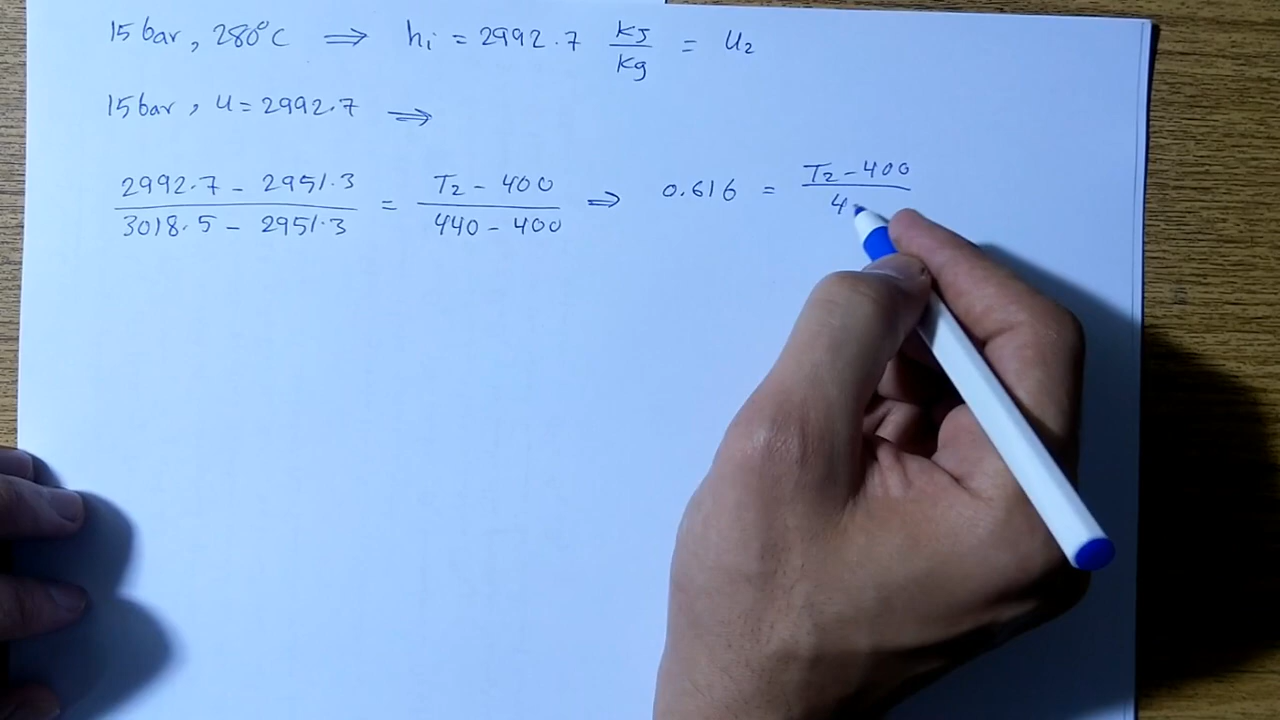 15 bar, 280°C ⇒ hi = 2992.7 KJ/Kg = U2
15 bar, U = 2992.7 ⇒
(2992.7 - 2951.3)/(3018.5 - 2951.3) = (T2 - 400)/(440 - 400) ⇒ 0.616 = (T2 - 400)/4